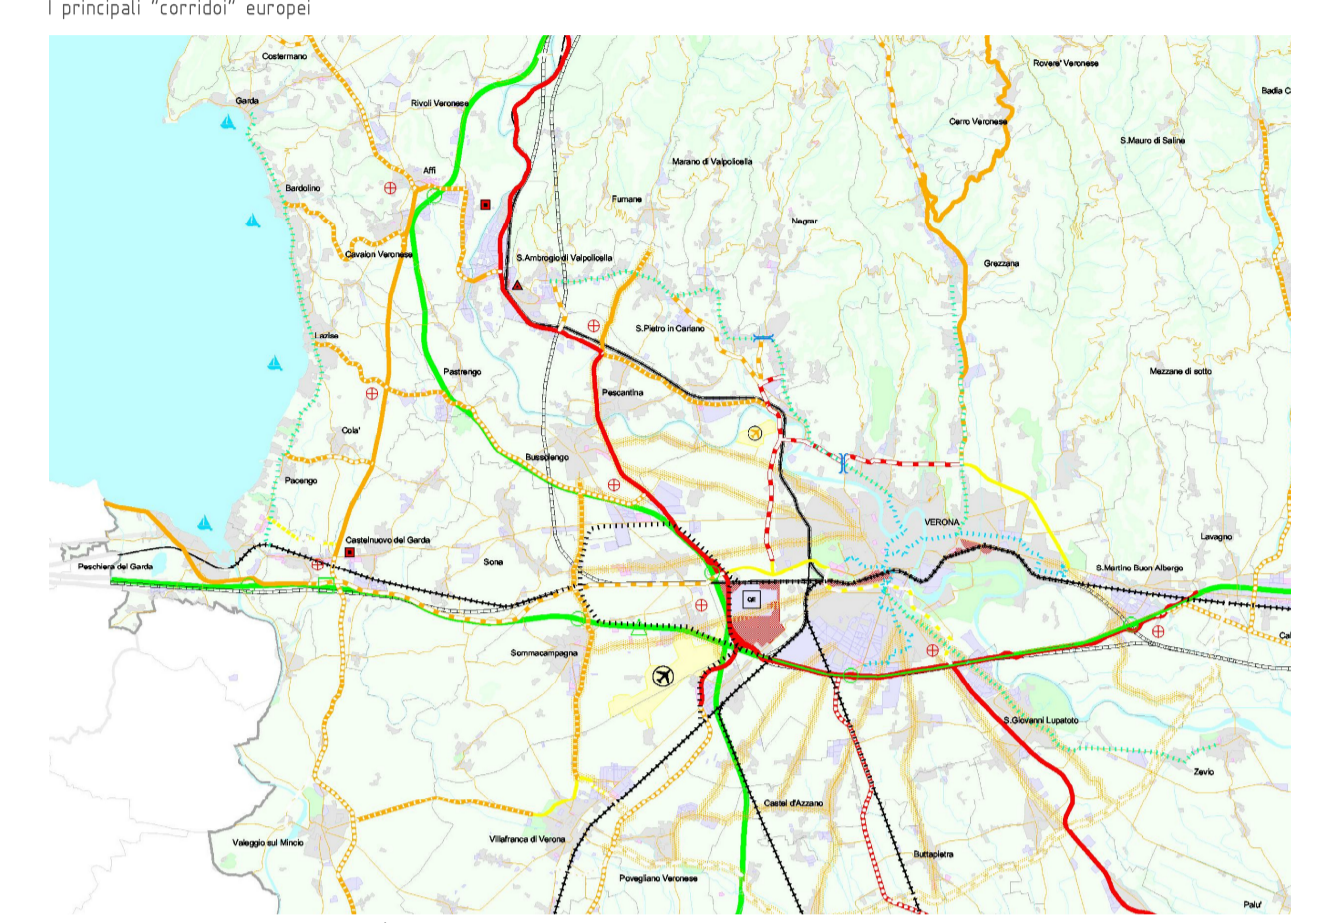 I principali "corridoi" europei
Costermano
Rovere' Veronese
Badia C
Garda
Rivoli Veronese
Cerro Veronese
S.Mauro di Saline
Marano di Valpolicella
Affi
Bardolino
Fumane
Negrar
Cavaion Veronese
S.Ambrogio di Valpolicella
Grezzana
S.Pietro in Cariano
Lazise
Pastrengo
Mezzane di sotto
Pescantina
Cola'
Bussolengo
Pacengo
VERONA
Castelnuovo del Garda
Lavagno
Sona
Peschiera del Garda
S.Martino Buon Albergo
QE
Cal
Sommacampagna
S.Giovanni Lupatoto
Zevio
Castel d'Azzano
Valeggio sul Mincio
Villafranca di Verona
Buttapietra
Povegliano Veronese
Palu'